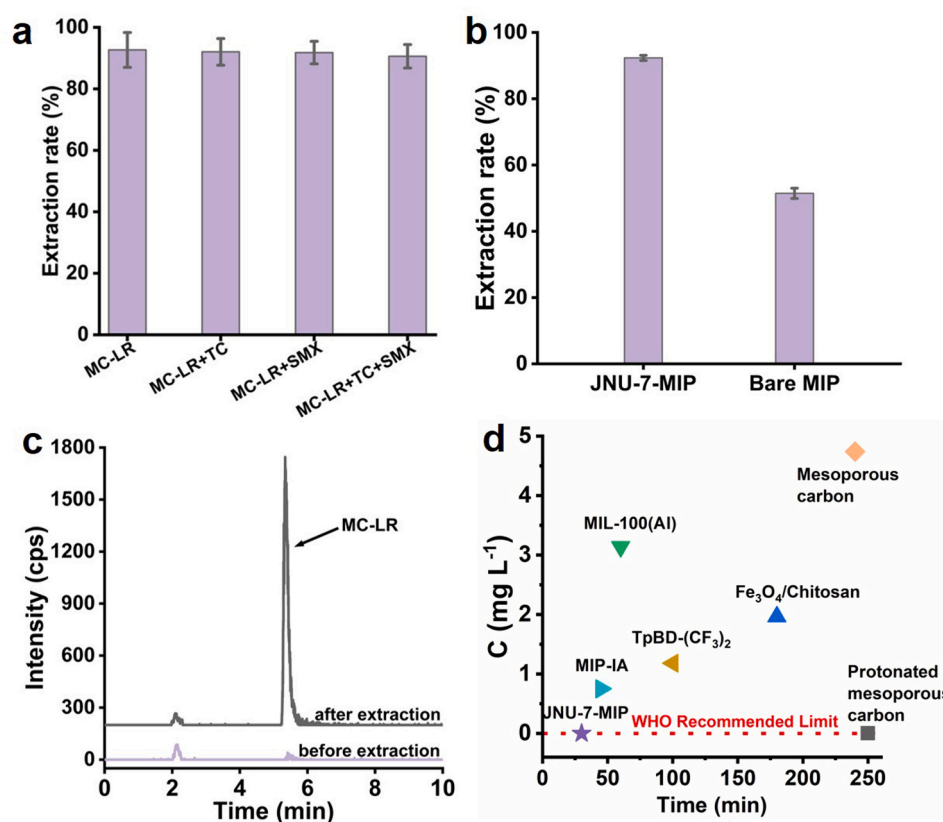 a
100
80
60
40
20
0
Extraction rate (%)
MC-LR
MC-LR+TC
MC-LR+SMX
MC-LR+TC+SMX
b
100
80
60
40
20
0
Extraction rate (%)
JNU-7-MIP
Bare MIP
c
1800
1500
1200
900
600
300
0
Intensity (cps)
MC-LR
after extraction
before extraction
0
2
4
6
8
10
Time (min)
d
5
4
3
2
1
0
C (mg L⁻¹)
Mesoporous
carbon
MIL-100(Al)
Fe₃O₄/Chitosan
TpBD-(CF₃)₂
MIP-IA
Protonated
mesoporous
carbon
JNU-7-MIP
WHO Recommended Limit
0
50
100
150
200
250
Time (min)